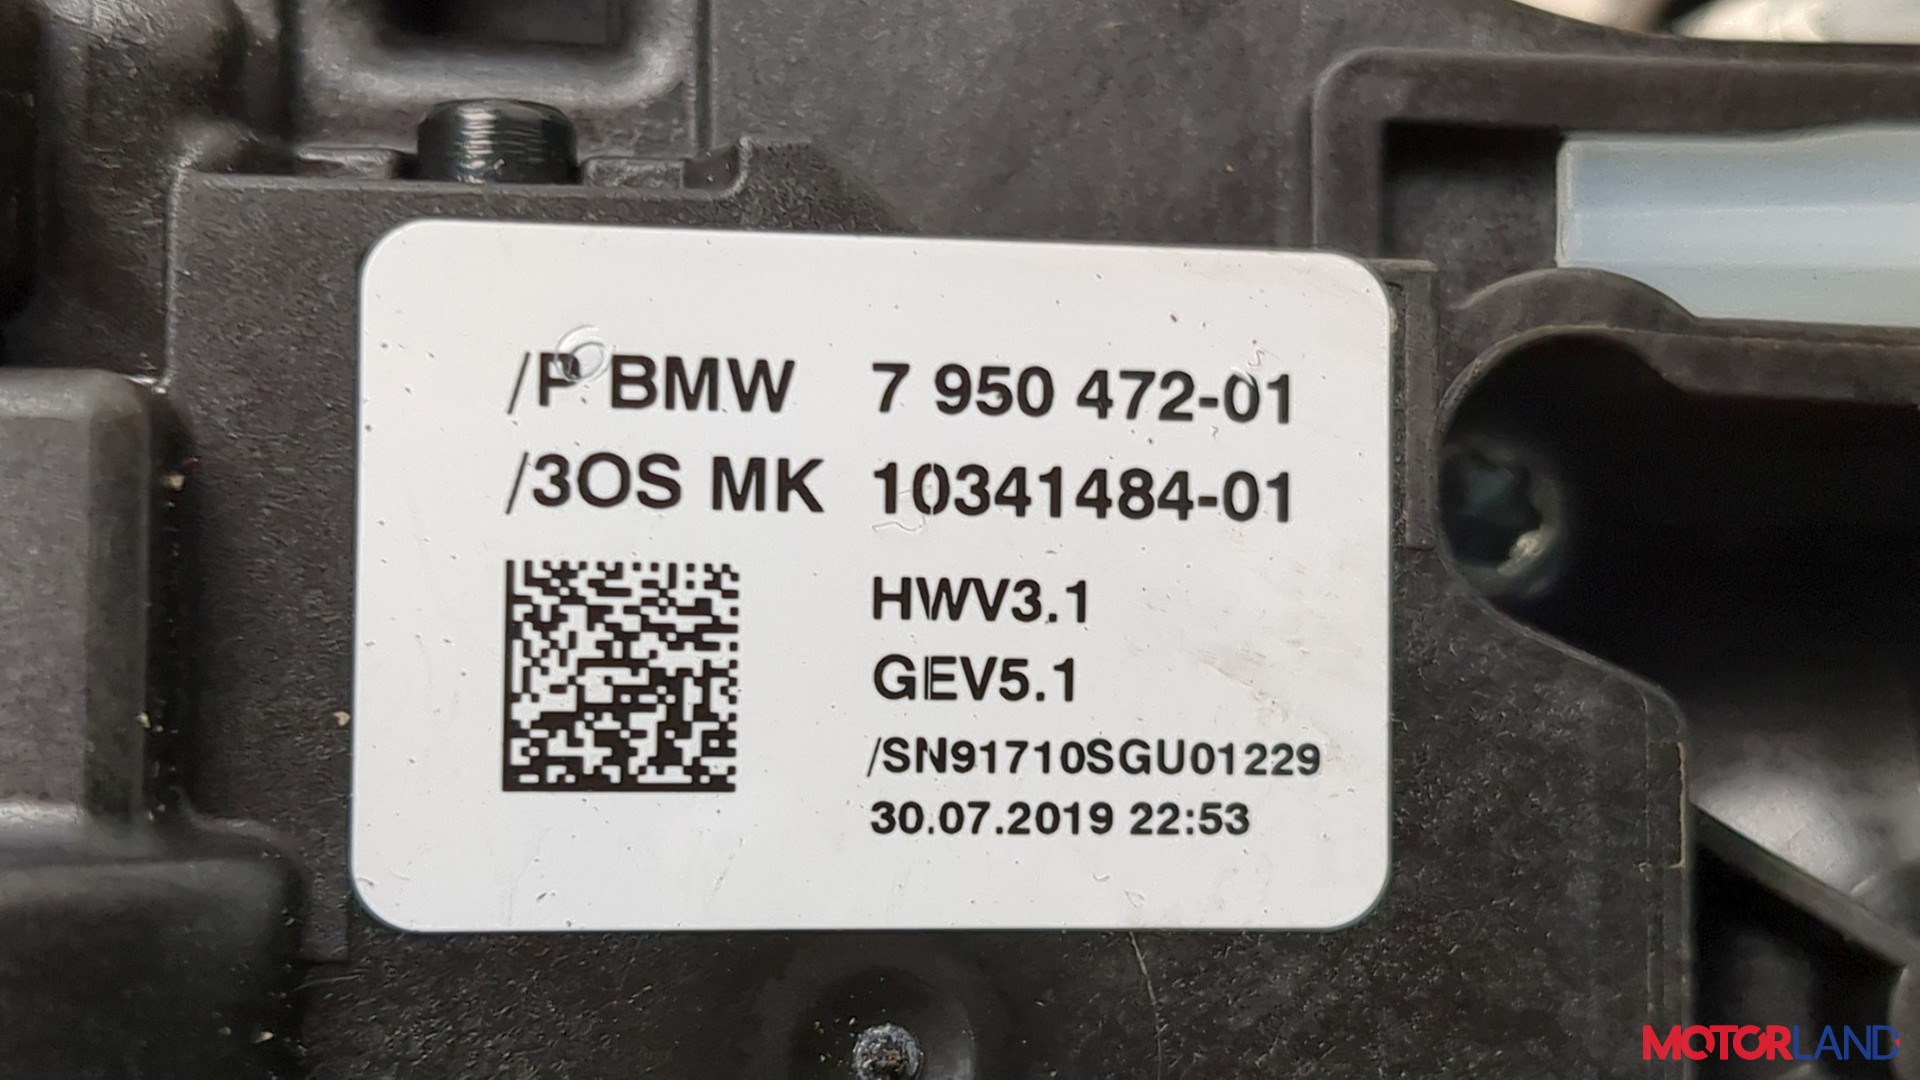 /P BMW 7 950 472-01
/3OS MK 10341484-01
HWV3.1
GEV5.1
/SN91710SGU01229
30.07.2019 22:53
MOTORLAND